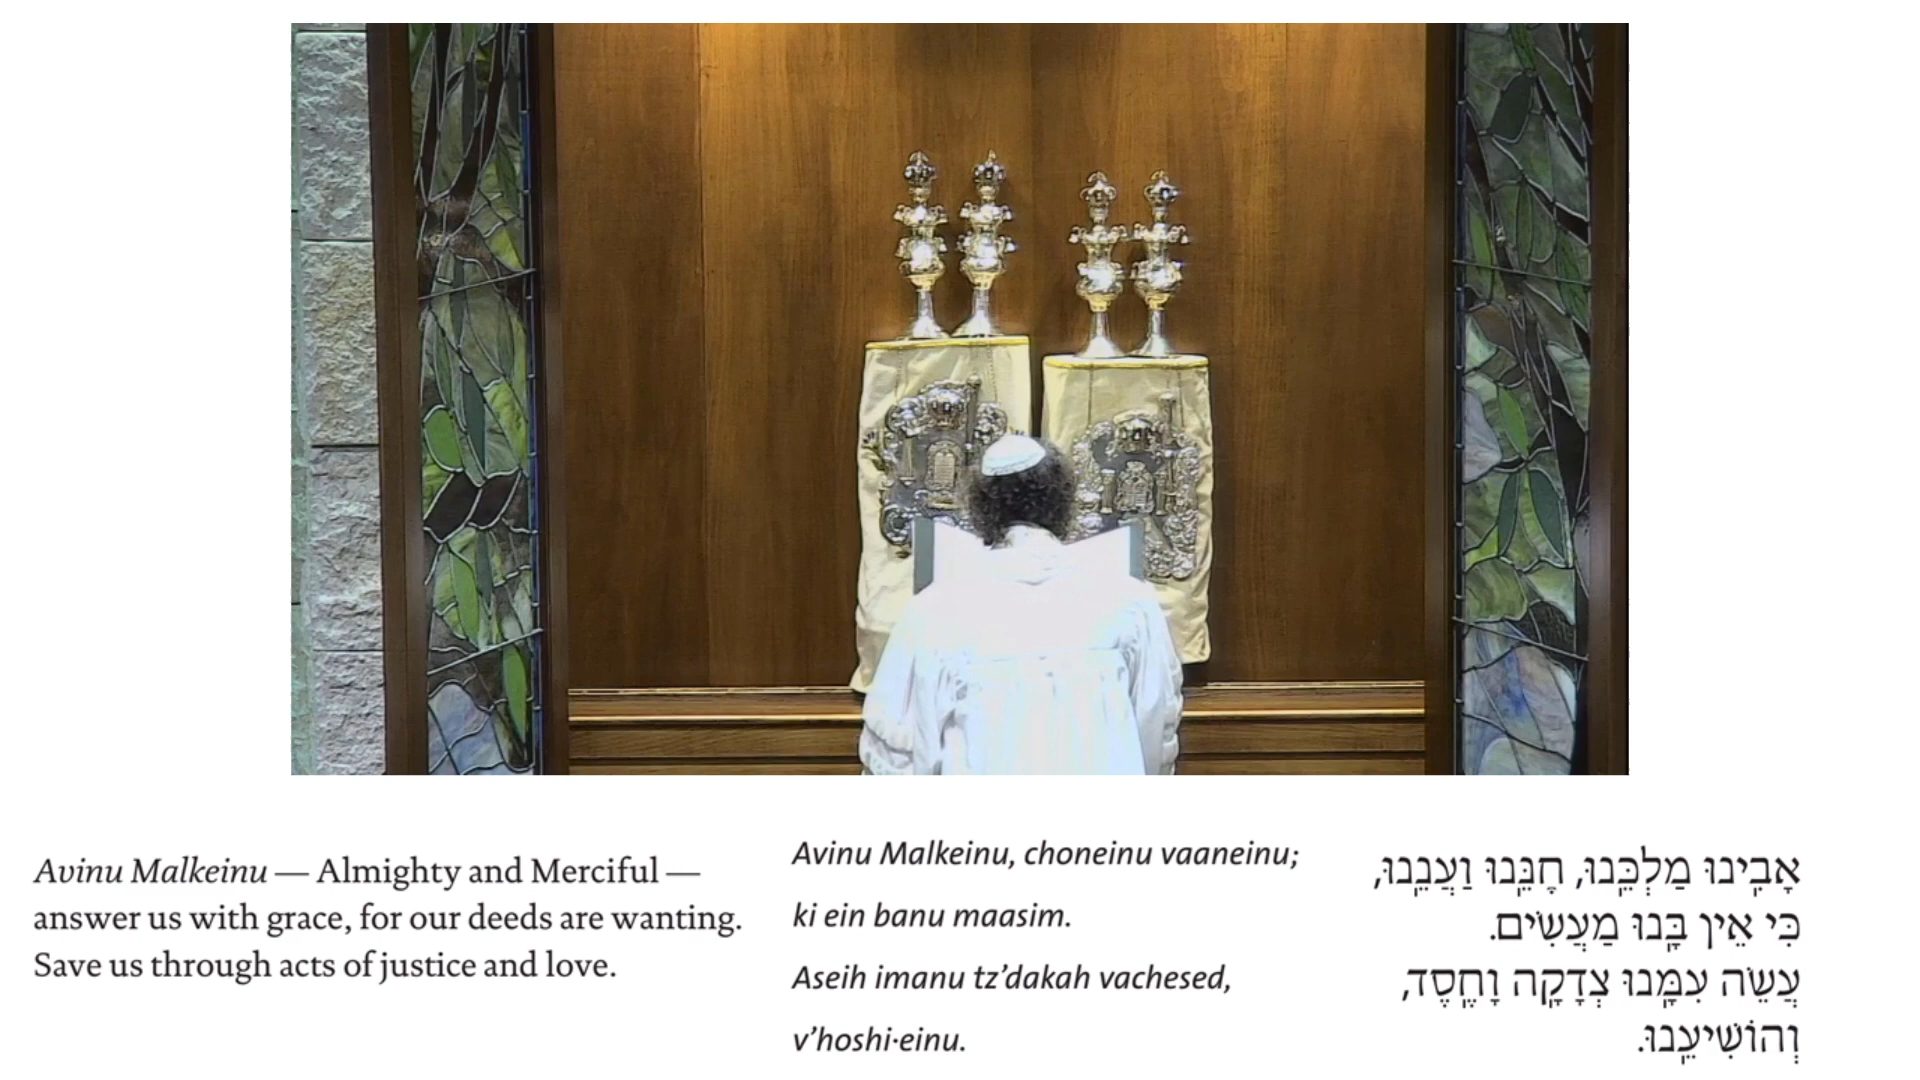 Avinu Malkeinu — Almighty and Merciful —
answer us with grace, for our deeds are wanting.
Save us through acts of justice and love.
Avinu Malkeinu, choneinu vaaneinu;
ki ein banu maasim.
Aseih imanu tz’dakah vachesed,
v’hoshi·einu.
אָבִֽינוּ מַלְכֵּֽנוּ, חׇנֵּֽנוּ וַעֲנֵֽנוּ,
כִּי אֵין בָּֽנוּ מַעֲשִׂים.
עֲשֵׂה עִמָּֽנוּ צְדָקָה וָחֶֽסֶד,
וְהוֹשִׁיעֵֽנוּ.